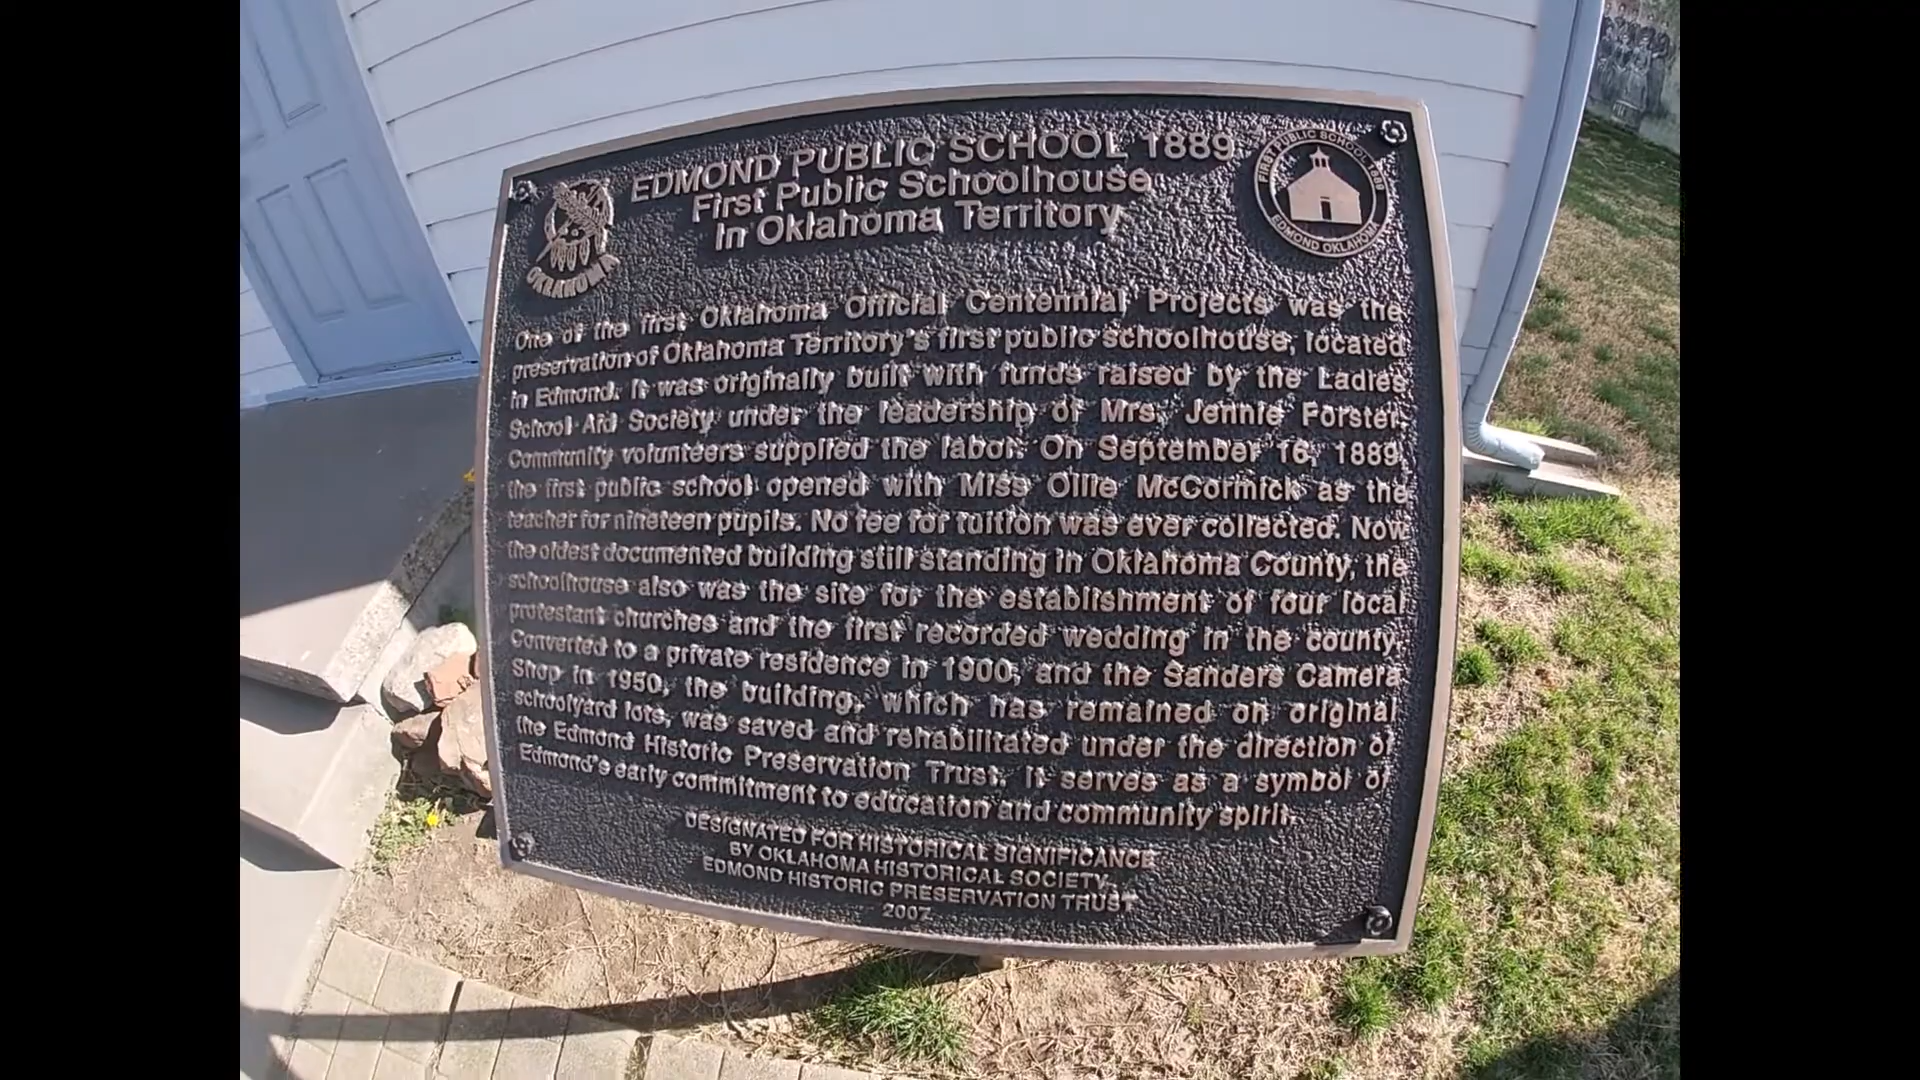 EDMOND PUBLIC SCHOOL 1889
First Public Schoolhouse
In Oklahoma Territory
OKLAHOMA
FIRST PUBLIC SCHOOL 1889
EDMOND OKLAHOMA
One of the first Oklahoma Official Centennial Projects was the
preservation of Oklahoma Territory's first public schoolhouse, located
in Edmond. It was originally built with funds raised by the Ladies
School Aid Society under the leadership of Mrs. Jennie Forster.
Community volunteers supplied the labor. On September 16, 1889,
the first public school opened with Miss Ollie McCormick as the
teacher for nineteen pupils. No fee for tuition was ever collected. Now
the oldest documented building still standing in Oklahoma County, the
schoolhouse also was the site for the establishment of four local
protestant churches and the first recorded wedding in the county.
Converted to a private residence in 1900, and the Sanders Camera
Shop in 1950, the building, which has remained on original
schoolyard lots, was saved and rehabilitated under the direction of
the Edmond Historic Preservation Trust. It serves as a symbol of
Edmond's early commitment to education and community spirit.
DESIGNATED FOR HISTORICAL SIGNIFICANCE
BY OKLAHOMA HISTORICAL SOCIETY,
EDMOND HISTORIC PRESERVATION TRUST
2007